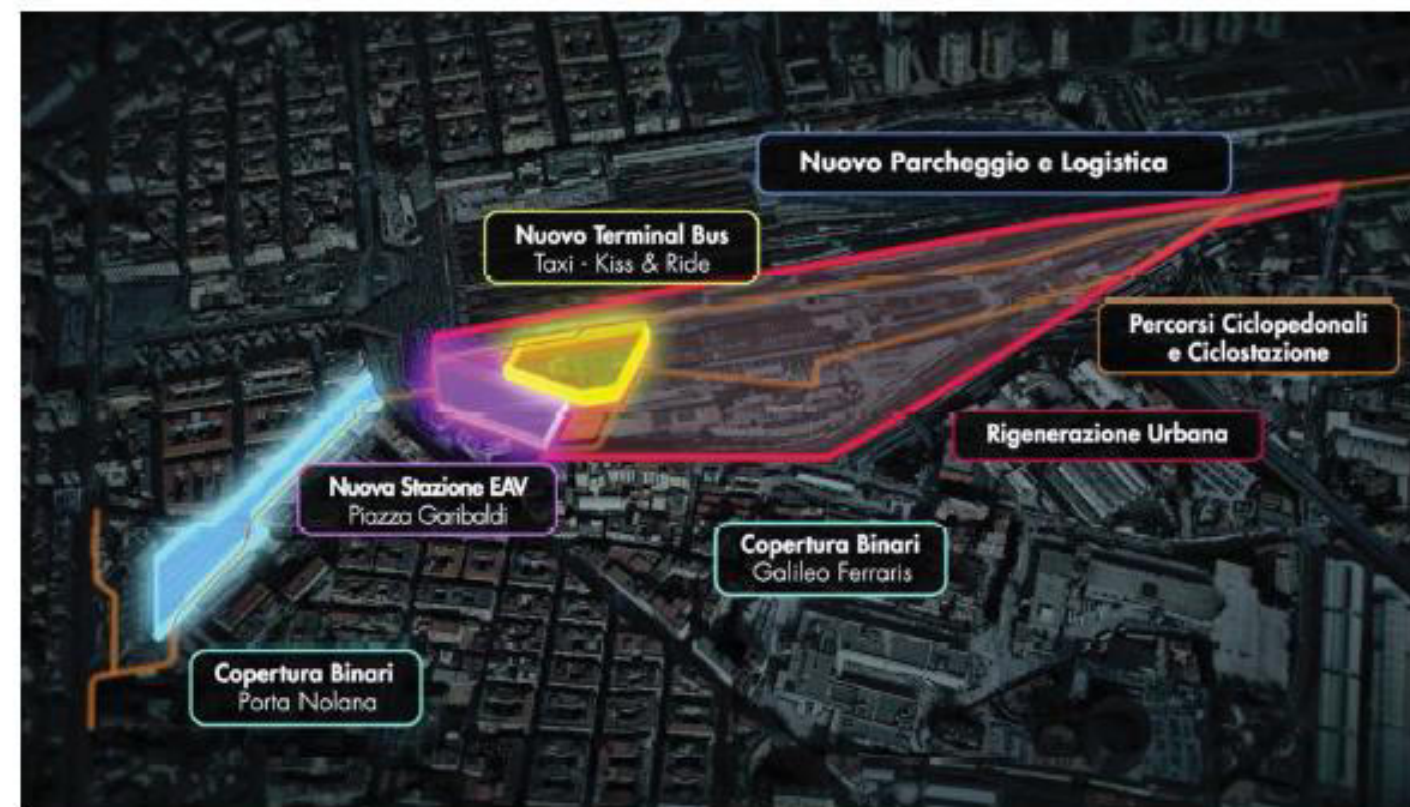 Nuovo Parcheggio e Logistica
Nuovo Terminal Bus
Taxi - Kiss & Ride
Percorsi Ciclopedonali
e Ciclostazione
Rigenerazione Urbana
Nuova Stazione EAV
Piazza Garibaldi
Copertura Binari
Galileo Ferraris
Copertura Binari
Porta Nolana